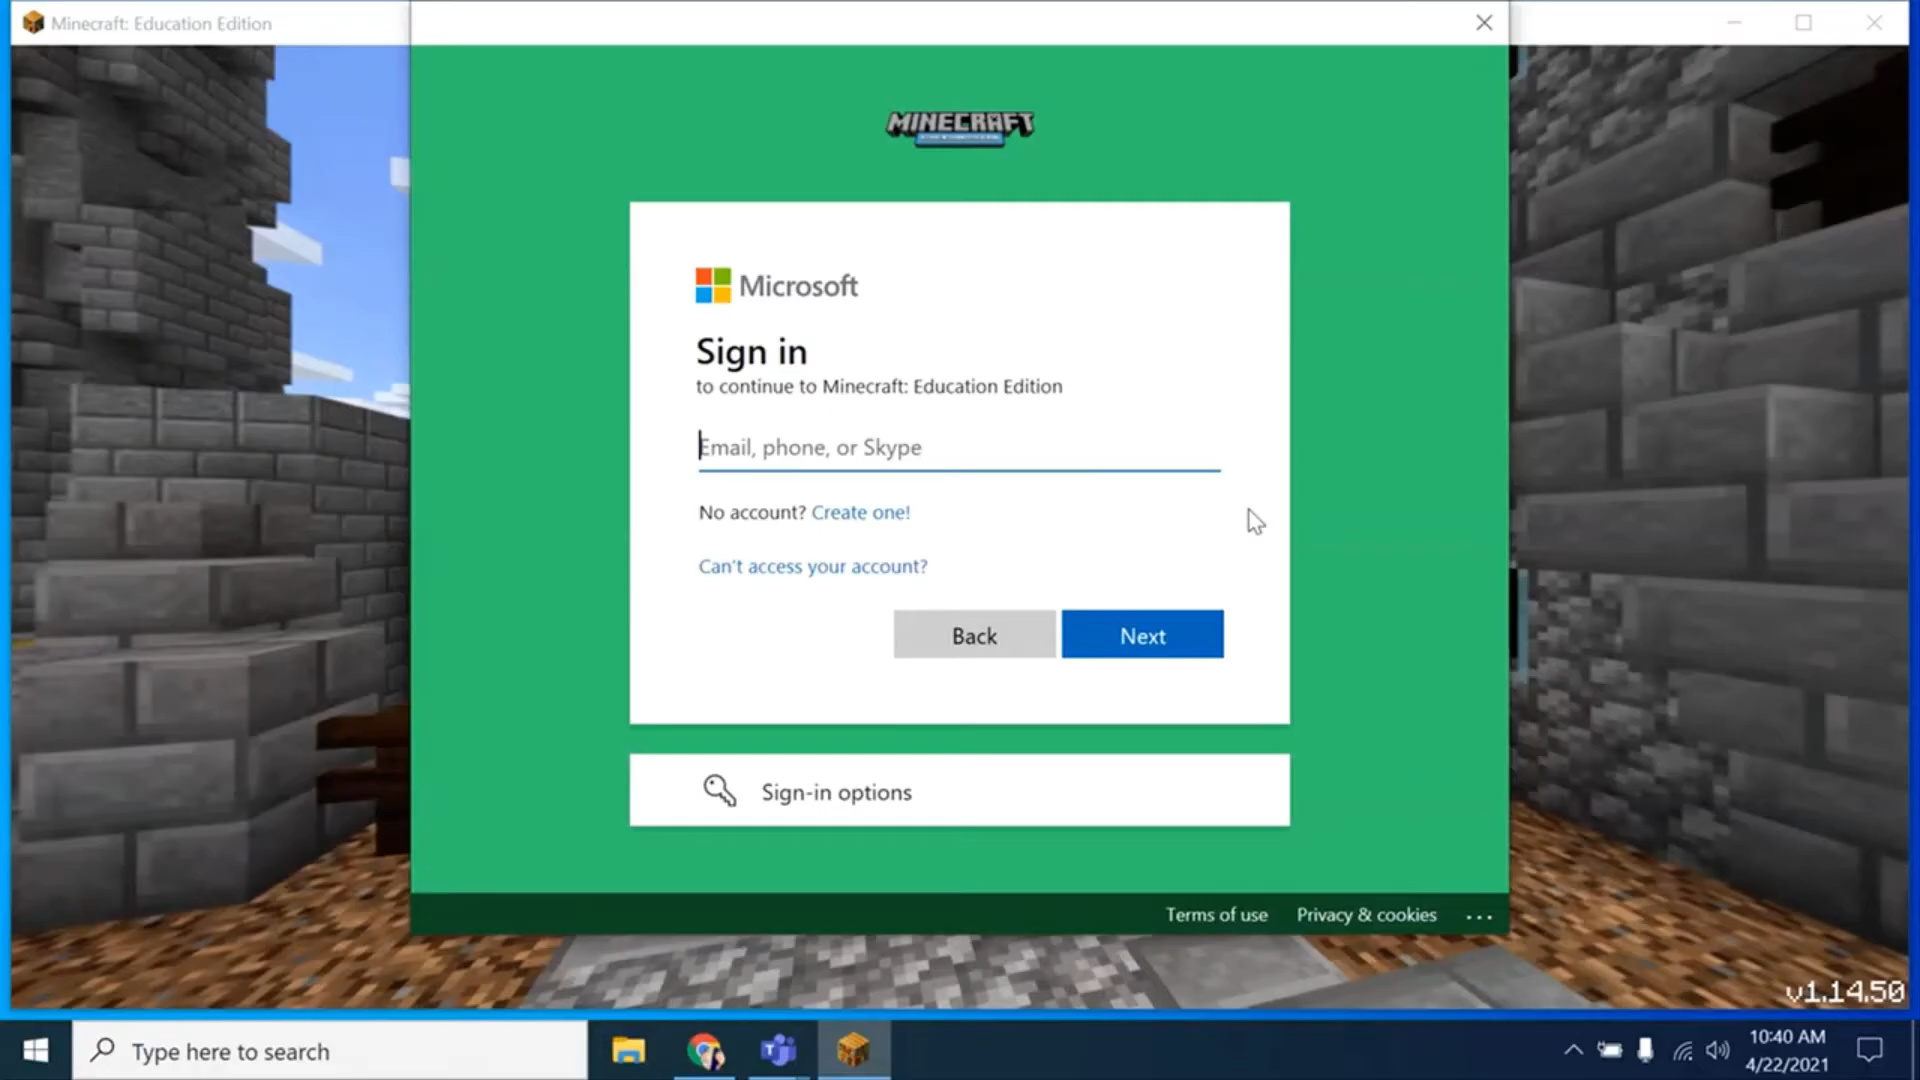 Minecraft: Education Edition
MINECRAFT
Microsoft
Sign in
to continue to Minecraft: Education Edition
Email, phone, or Skype
No account? Create one!
Can't access your account?
Back
Next
Sign-in options
Terms of use
Privacy & cookies
...
v1.14.50
Type here to search
10:40 AM
4/22/2021